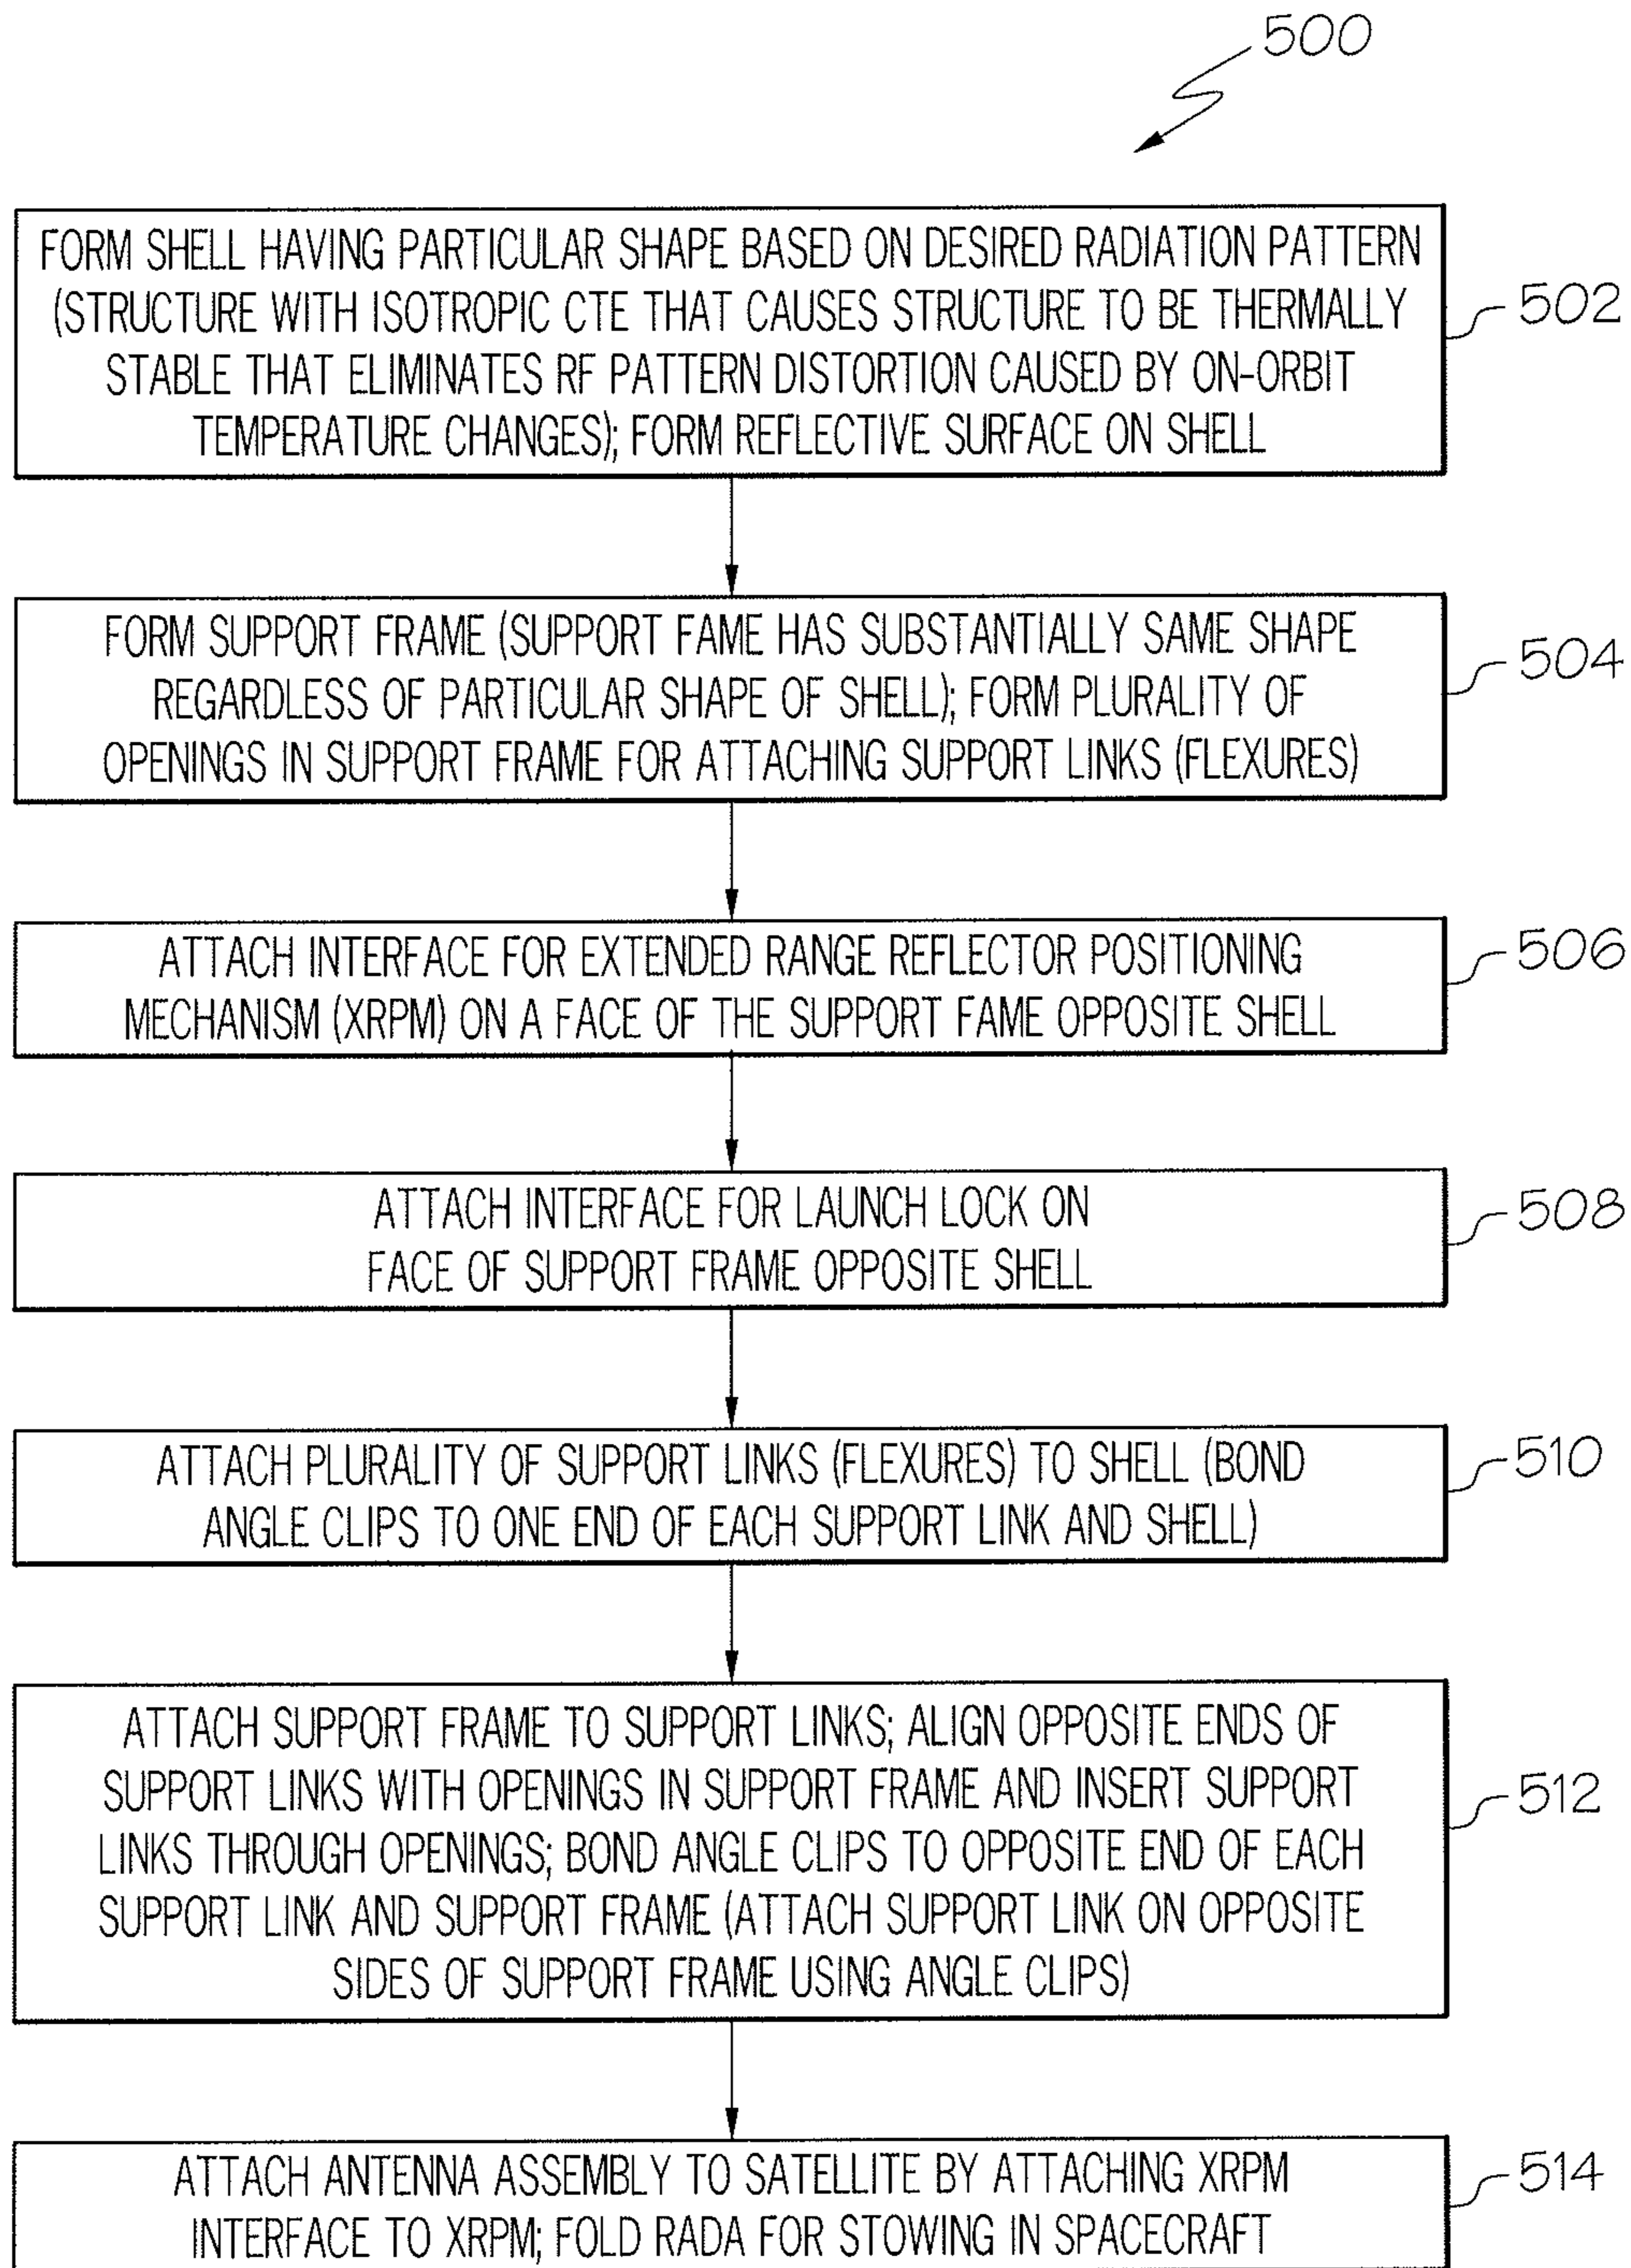 500
FORM SHELL HAVING PARTICULAR SHAPE BASED ON DESIRED RADIATION PATTERN
(STRUCTURE WITH ISOTROPIC CTE THAT CAUSES STRUCTURE TO BE THERMALLY
STABLE THAT ELIMINATES RF PATTERN DISTORTION CAUSED BY ON-ORBIT
TEMPERATURE CHANGES); FORM REFLECTIVE SURFACE ON SHELL
502
FORM SUPPORT FRAME (SUPPORT FAME HAS SUBSTANTIALLY SAME SHAPE
REGARDLESS OF PARTICULAR SHAPE OF SHELL); FORM PLURALITY OF
OPENINGS IN SUPPORT FRAME FOR ATTACHING SUPPORT LINKS (FLEXURES)
504
ATTACH INTERFACE FOR EXTENDED RANGE REFLECTOR POSITIONING
MECHANISM (XRPM) ON A FACE OF THE SUPPORT FAME OPPOSITE SHELL
506
ATTACH INTERFACE FOR LAUNCH LOCK ON
FACE OF SUPPORT FRAME OPPOSITE SHELL
508
ATTACH PLURALITY OF SUPPORT LINKS (FLEXURES) TO SHELL (BOND
ANGLE CLIPS TO ONE END OF EACH SUPPORT LINK AND SHELL)
510
ATTACH SUPPORT FRAME TO SUPPORT LINKS; ALIGN OPPOSITE ENDS OF
SUPPORT LINKS WITH OPENINGS IN SUPPORT FRAME AND INSERT SUPPORT
LINKS THROUGH OPENINGS; BOND ANGLE CLIPS TO OPPOSITE END OF EACH
SUPPORT LINK AND SUPPORT FRAME (ATTACH SUPPORT LINK ON OPPOSITE
SIDES OF SUPPORT FRAME USING ANGLE CLIPS)
512
ATTACH ANTENNA ASSEMBLY TO SATELLITE BY ATTACHING XRPM
INTERFACE TO XRPM; FOLD RADA FOR STOWING IN SPACECRAFT
514